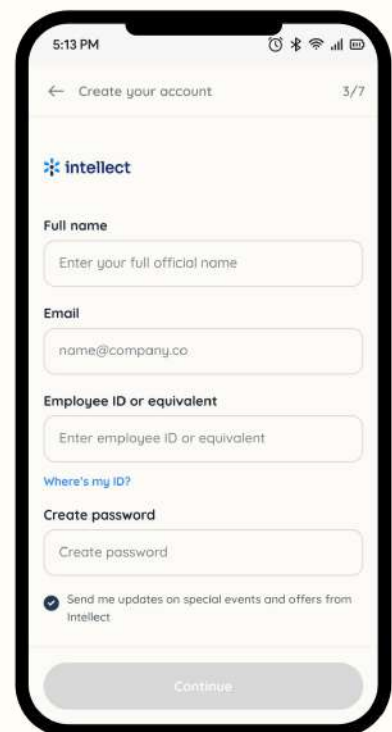 5:13 PM
Create your account 3/7
intellect
Full name
Enter your full official name
Email
name@company.co
Employee ID or equivalent
Enter employee ID or equivalent
Where's my ID?
Create password
Create password
Send me updates on special events and offers from
Intellect
Continue